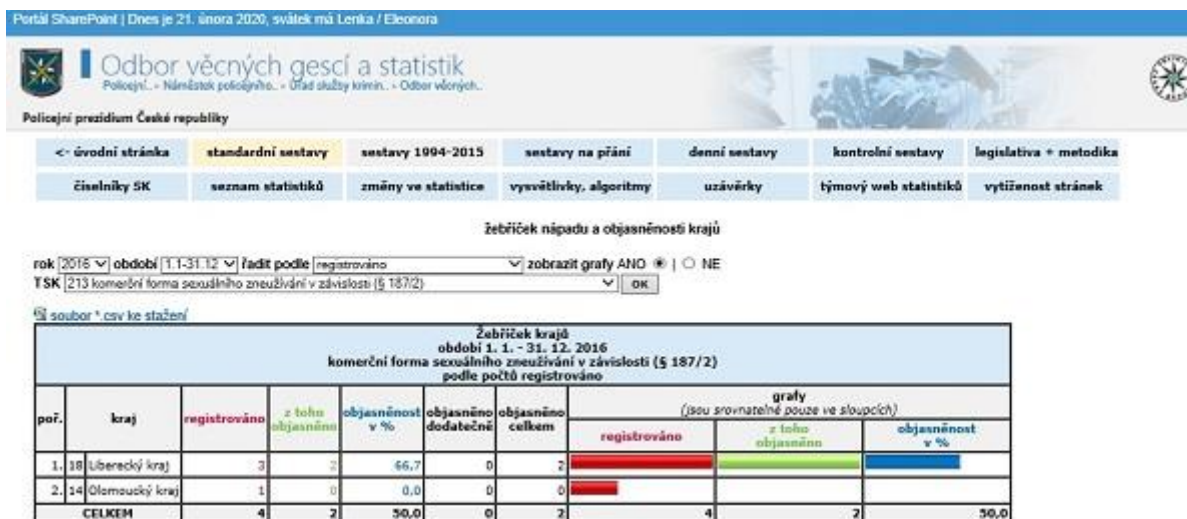 Portál SharePoint | Dnes je 21. února 2020, svátek má Lenka / Eleonora
Odbor věcných gescí a statistik
Policejní.. » Náměstek policejního.. » Úřad služby krimin.. » Odbor věcných..
Policejní prezidium České republiky
<- úvodní stránka standardní sestavy sestavy 1994-2015 sestavy na přání denní sestavy kontrolní sestavy legislativa + metodika
číselníky SK seznam statistiků změny ve statistice vysvětlivky, algoritmy uzávěrky týmový web statistiků vytíženost stránek
žebříček nápadu a objasněnosti krajů
rok 2016 období 1.1-31.12 řadit podle registrováno zobrazit grafy ANO | NE
TSK 213 komerční forma sexuálního zneužívání v závislosti (§ 187/2) OK
soubor *.csv ke stažení
Žebříček krajů
období 1. 1. - 31. 12. 2016
komerční forma sexuálního zneužívání v závislosti (§ 187/2)
podle počtů registrováno
poř. kraj registrováno z toho objasněno objasněnost v % objasněno dodatečně objasněno celkem grafy
(jsou srovnatelné pouze ve sloupcích)
registrováno z toho objasněno objasněnost v %
1. 18 Liberecký kraj 3 2 66,7 0 2
2. 14 Olomoucký kraj 1 0 0,0 0 0
CELKEM 4 2 50,0 0 2 4 2 50,0